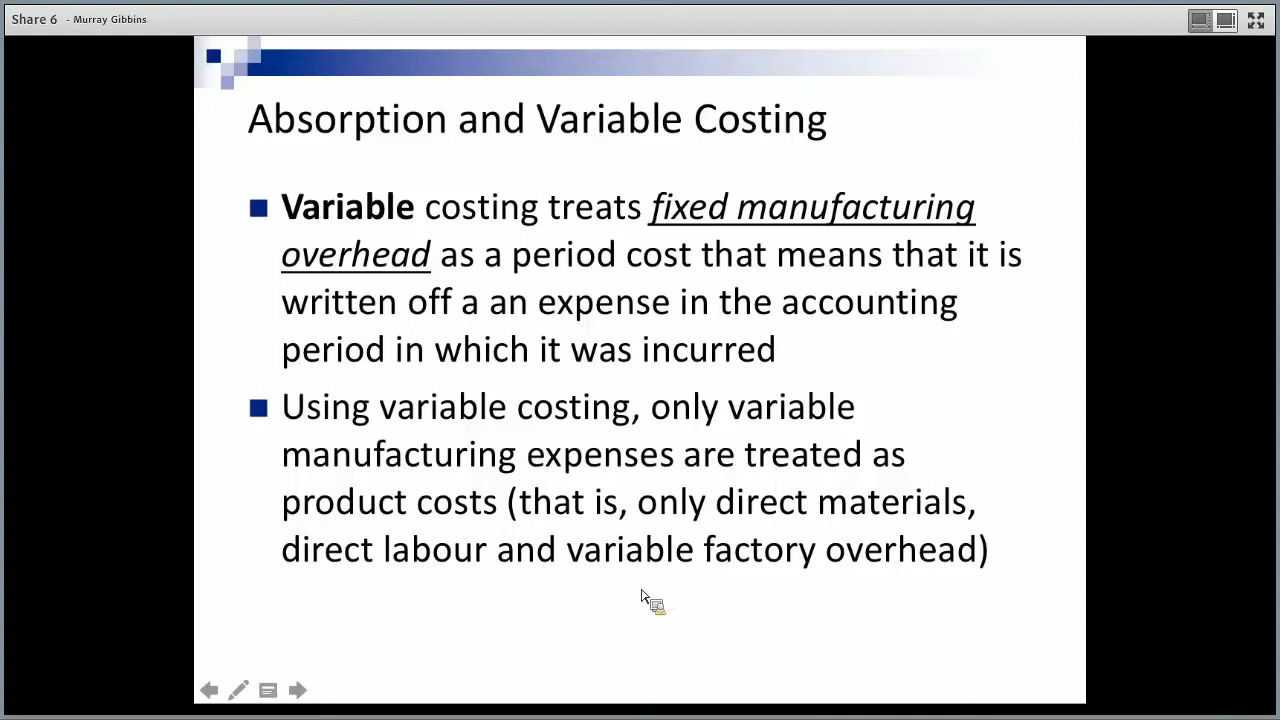 Share 6 - Murray Gibbins
Absorption and Variable Costing
Variable costing treats fixed manufacturing
overhead as a period cost that means that it is
written off a an expense in the accounting
period in which it was incurred
Using variable costing, only variable
manufacturing expenses are treated as
product costs (that is, only direct materials,
direct labour and variable factory overhead)